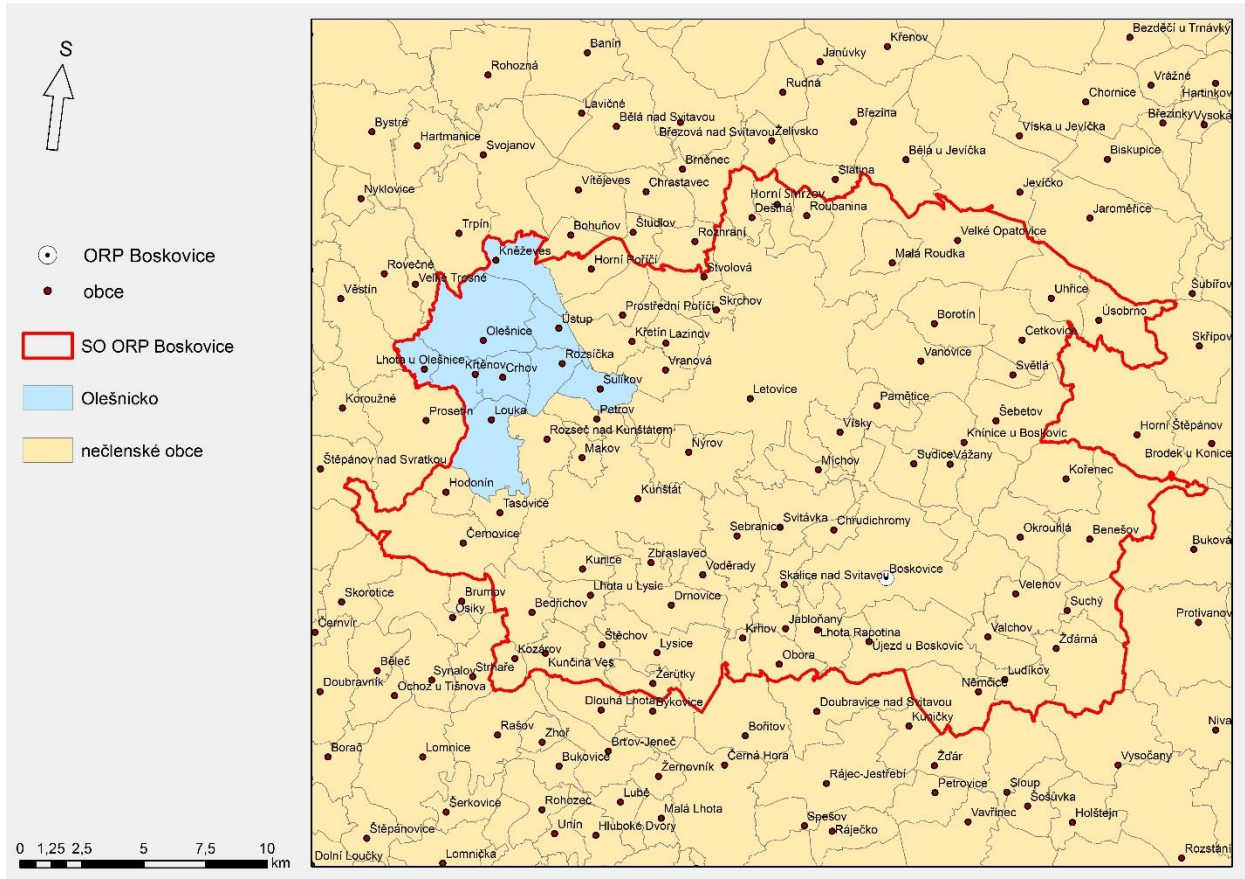 S
ORP Boskovice
obce
SO ORP Boskovice
Olešnicko
nečlenské obce
0 1,25 2,5 5 7,5 10
km
Banín
Křenov
Bezděčí u Trnávky
Janůvky
Rohozná
Rudná
Vrážné
Chornice
Hartinkov
Lavičné
Bělá nad Svitavou
Březina
Březinky
Vysoká
Bystré
Březová nad Svitavou
Želivsko
Víska u Jevíčka
Hartmanice
Svojanov
Brněnec
Bělá u Jevíčka
Biskupice
Slatina
Nyklovice
Vítějeves
Chrastavec
Horní Smržov
Jevíčko
Deštná
Roubanina
Jaroměřice
Trpín
Bohuňov
Študlov
Rozhraní
Velké Opatovice
Kněževes
Horní Poříčí
Malá Roudka
Rovečné
Velké Tresné
Stvolová
Šubířov
Věstín
Uhřice
Prostřední Poříčí
Skrchov
Úsobrno
Ústup
Borotín
Olešnice
Křetín
Lazinov
Cetkovice
Skřípov
Lhota u Olešnice
Rozsíčka
Vranová
Vanovice
Světlá
Křtěnov
Crhov
Sulíkov
Letovice
Pamětice
Koroužné
Prosetín
Louka
Petrov
Šebetov
Rozseč nad Kunštátem
Vísky
Knínice u Boskovic
Horní Štěpánov
Makov
Nýrov
Brodek u Konice
Štěpánov nad Svratkou
Míchov
Sudice
Vážany
Kořenec
Hodonín
Kunštát
Tasovice
Sebranice
Svitávka
Chrudichromy
Okrouhlá
Benešov
Černovice
Buková
Zbraslavec
Kunice
Voděrady
Skalice nad Svitavou
Boskovice
Skorotice
Brumov
Lhota u Lysic
Drnovice
Velenov
Osiky
Bedřichov
Suchý
Protivanov
Černvír
Štěchov
Krhov
Jabloňany
Lhota Rapotina
Valchov
Žďárná
Újezd u Boskovic
Lysice
Kozárov
Kunčina Ves
Obora
Běleč
Synalov
Strhaře
Žerůtky
Ludíkov
Doubravník
Ochoz u Tišnova
Němčice
Dlouhá Lhota
Býkovice
Doubravice nad Svitavou
Kuničky
Niva
Rašov
Zhoř
Bořitov
Borač
Lomnice
Brťov-Jeneč
Bukovice
Černá Hora
Žďár
Vysočany
Žernovník
Rájec-Jestřebí
Petrovice
Sloup
Šošůvka
Šerkovice
Rohozec
Lubě
Malá Lhota
Vavřinec
Holštejn
Štěpánovice
Unín
Hluboké Dvory
Spešov
Ráječko
Dolní Loučky
Lomnička
Rozstání